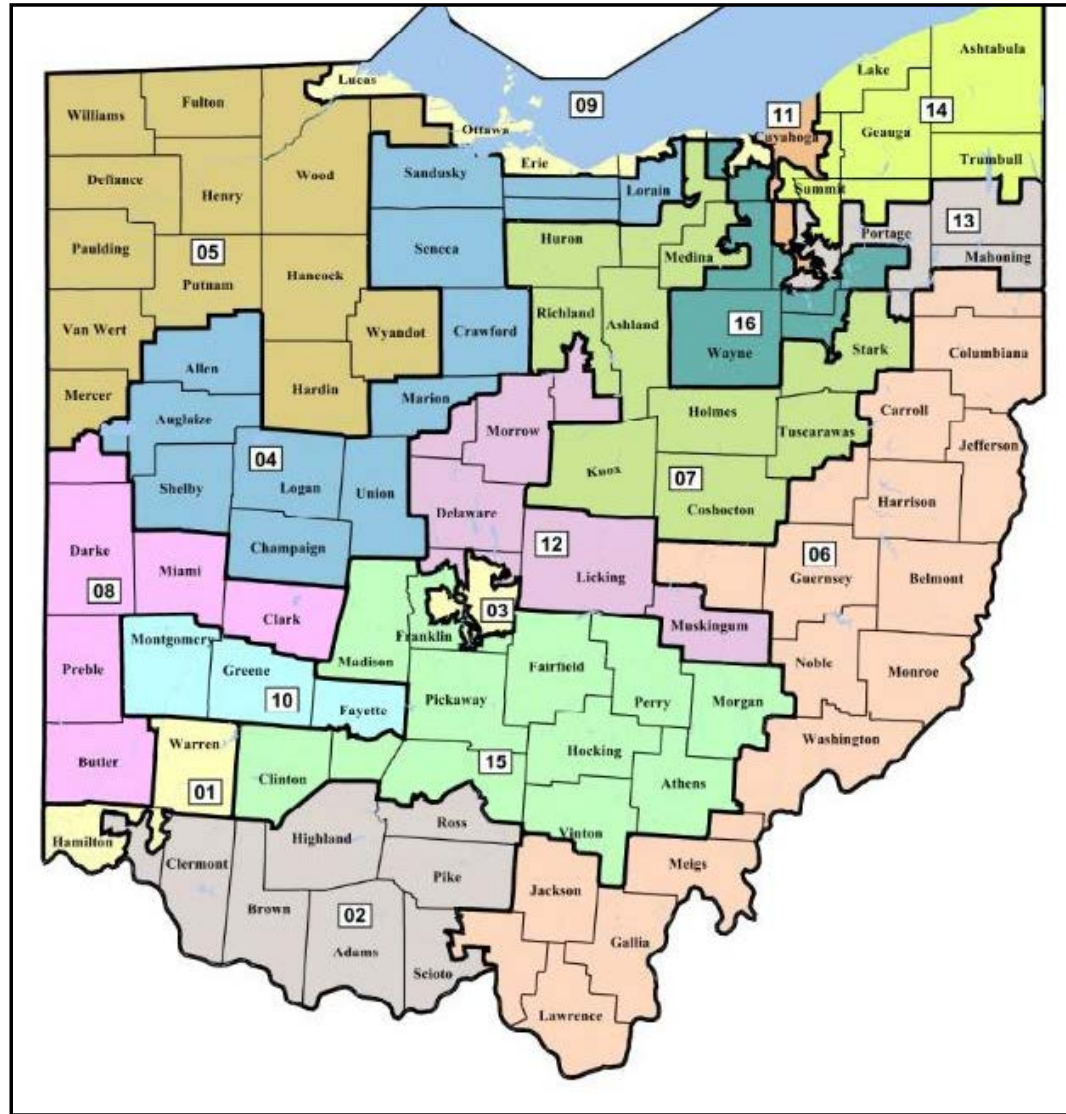 Ashtabula
Lake
Lucas
Fulton
09
Williams
11
14
Ottawa
Cuyahoga
Geauga
Erie
Trumbull
Wood
Sandusky
Defiance
Lorain
Summit
Henry
13
Portage
Seneca
Huron
Paulding
05
Medina
Mahoning
Hancock
Putnam
Richland
Ashland
16
Van Wert
Wyandot
Crawford
Wayne
Stark
Columbiana
Allen
Mercer
Hardin
Marion
Holmes
Carroll
Auglaize
Morrow
Tuscarawas
Jefferson
04
Knox
07
Shelby
Logan
Union
Harrison
Delaware
Coshocton
Champaign
12
06
Darke
Miami
Licking
Guernsey
Belmont
08
03
Clark
Muskingum
Montgomery
Franklin
Madison
Fairfield
Noble
Monroe
Preble
Greene
10
Pickaway
Perry
Morgan
Fayette
Washington
Warren
Hocking
Butler
15
Clinton
Athens
01
Ross
Vinton
Hamilton
Highland
Clermont
Meigs
Pike
Jackson
Brown
02
Gallia
Adams
Scioto
Lawrence